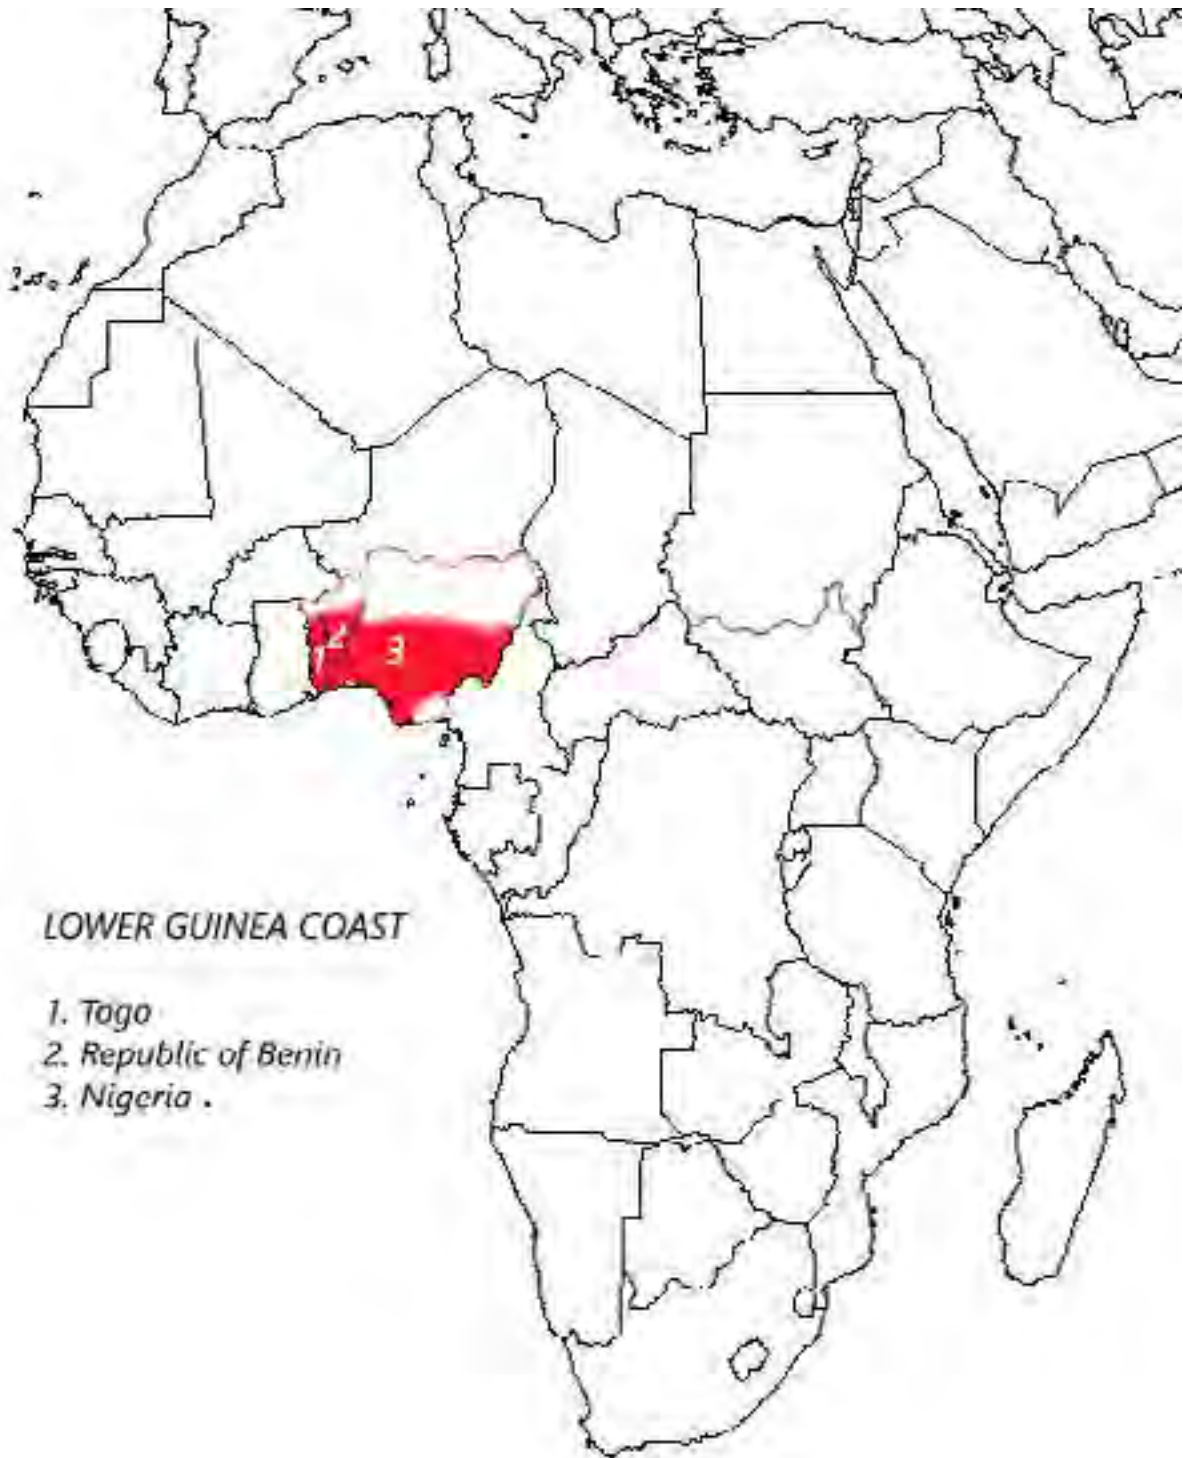 2
1
3
LOWER GUINEA COAST
1. Togo
2. Republic of Benin
3. Nigeria .